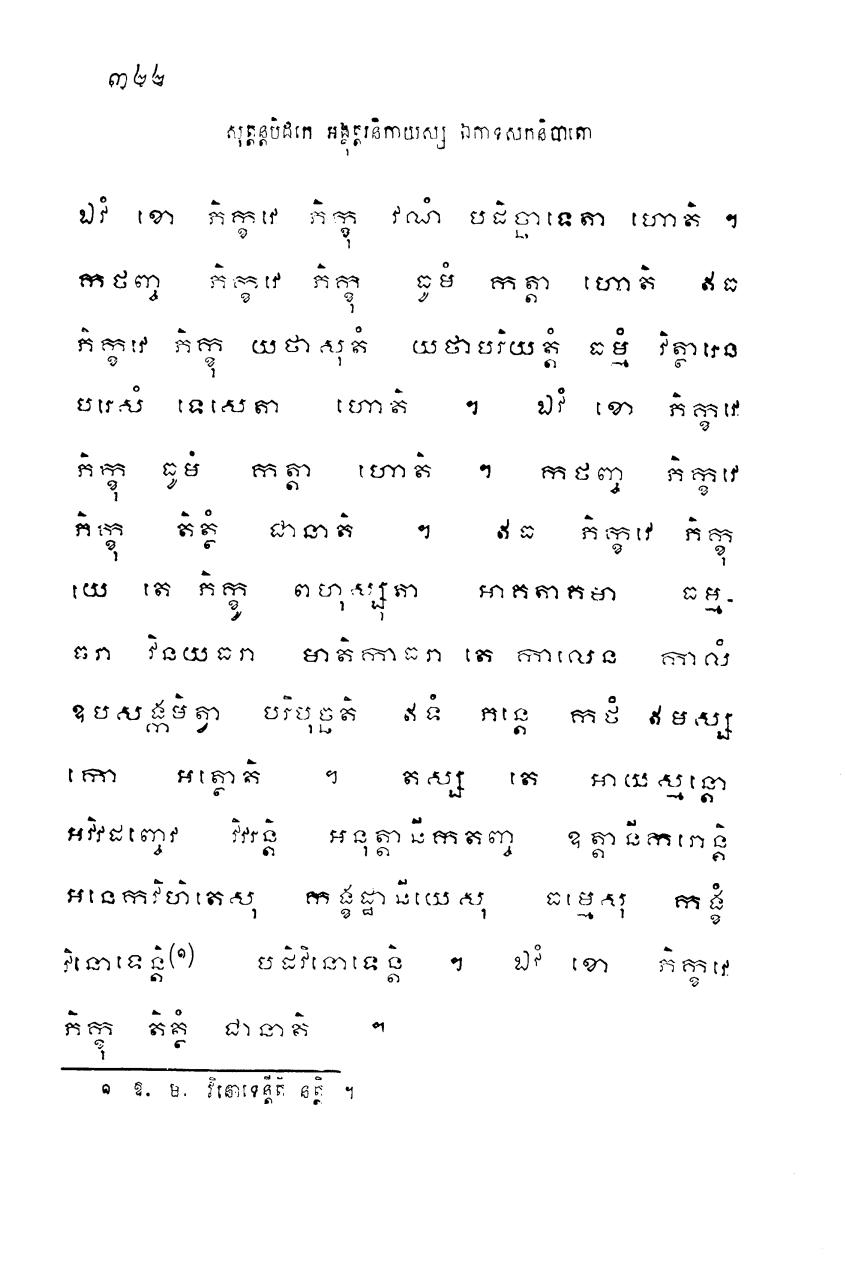 ៣៤៤
សុត្តន្តបិដកេ អង្គុត្តរនិកាយស្ស ឯកាទសកនិបាតោ
ឯវំ ខោ ភិក្ខវេ ភិក្ខុ វណំ បដិច្ឆាទេតា ហោតិ ។
កថញ្ច ភិក្ខវេ ភិក្ខុ ធូមំ កត្តា ហោតិ ឥធ
ភិក្ខវេ ភិក្ខុ យថាសុតំ យថាបរិយត្តំ ធម្មំ វិត្ថារេន
បរេសំ ទេសេតា ហោតិ ។ ឯវំ ខោ ភិក្ខវេ
ភិក្ខុ ធូមំ កត្តា ហោតិ ។ កថញ្ច ភិក្ខវេ
ភិក្ខុ តិត្ថំ ជានាតិ ។ ឥធ ភិក្ខវេ ភិក្ខុ
យេ តេ ភិក្ខូ ពហុស្សុតា អាគតាគមា ធម្ម-
ធរា វិនយធរា មាតិកាធរា តេ កាលេន កាលំ
ឧបសង្កមិត្វា បរិបុច្ឆតិ ឥទំ ភន្តេ កថំ ឥមស្ស
កោ អត្ថោតិ ។ តស្ស តេ អាយស្មន្តោ
អវិវដញ្ចេវ វិវរន្តិ អនុត្តានីកតញ្ច ឧត្តានីករោន្តិ
អនេកវិហិតេសុ កង្ខដ្ឋានីយេសុ ធម្មេសុ កង្ខំ
វិនោទេន្តិ(១) បដិវិនោទេន្តិ ។ ឯវំ ខោ ភិក្ខវេ
ភិក្ខុ តិត្ថំ ជានាតិ ។
១ ឱ. ម. វិនោទេន្តីតិ នត្ថិ ។